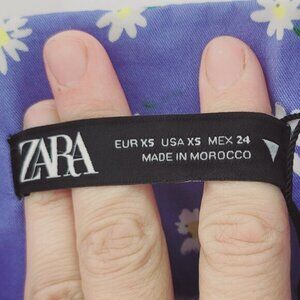 ZARA
EUR XS USA XS MEX 24
MADE IN MOROCCO